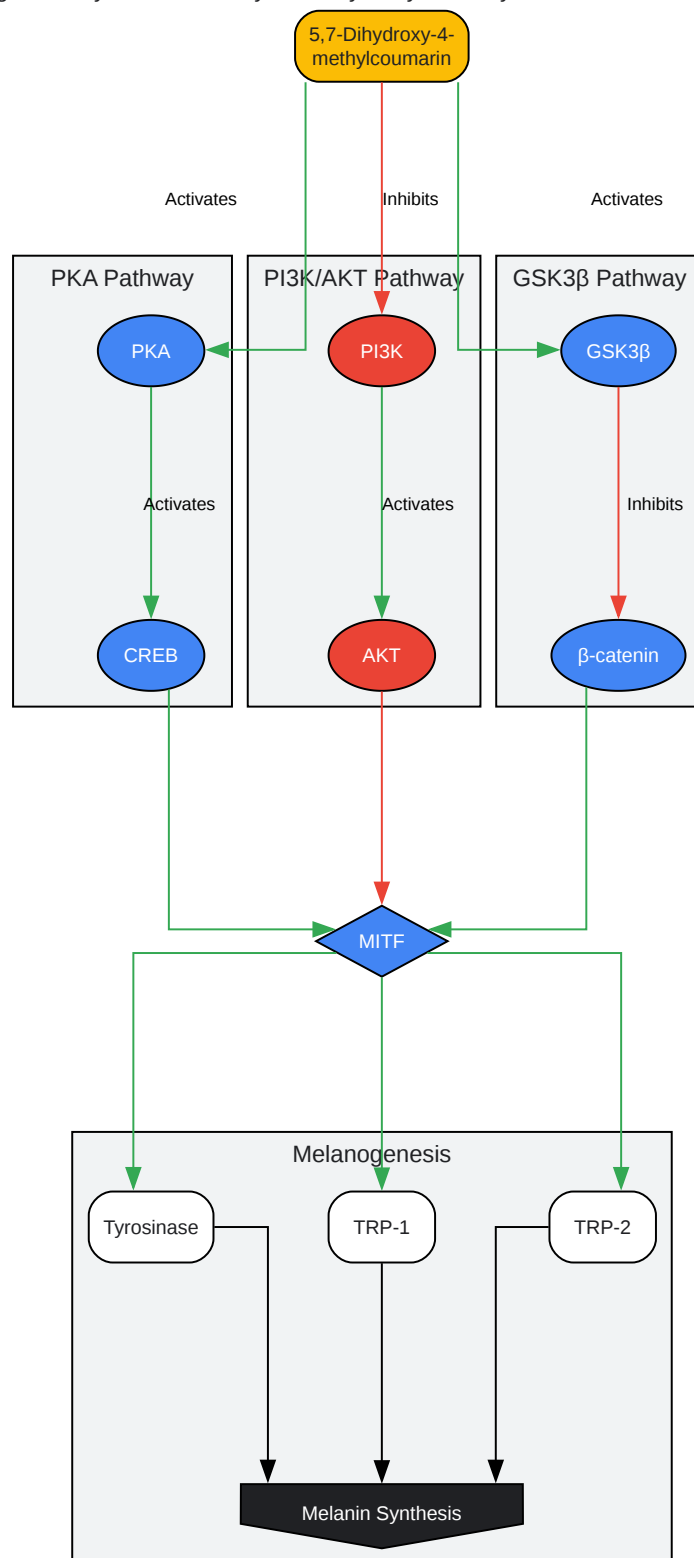 5,7-Dihydroxy-4-
methylcoumarin
Activates
Inhibits
Activates
PKA Pathway
PI3K/AKT Pathway
GSK3β Pathway
PKA
PI3K
GSK3β
Activates
Activates
Inhibits
CREB
AKT
β-catenin
MITF
Melanogenesis
Tyrosinase
TRP-1
TRP-2
Melanin Synthesis